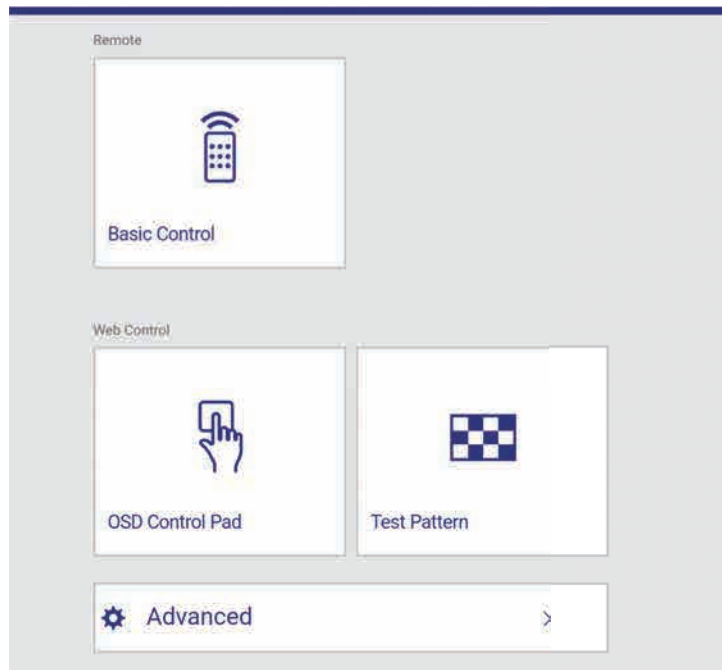 Remote
Basic Control
Web Control
OSD Control Pad
Test Pattern
Advanced